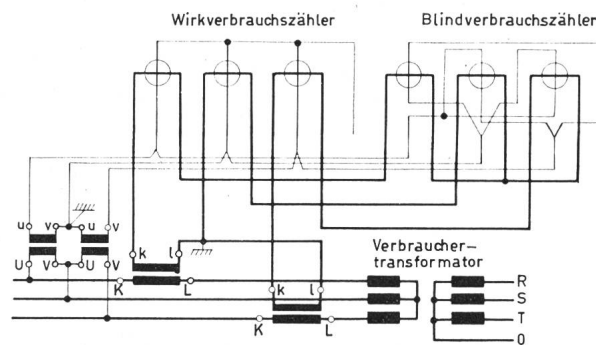 Wirkverbrauchszähler Blindverbrauchszähler
u v u v
U V U V
k l
K L
k l
K L
Verbraucher-
transformator
R
S
T
0